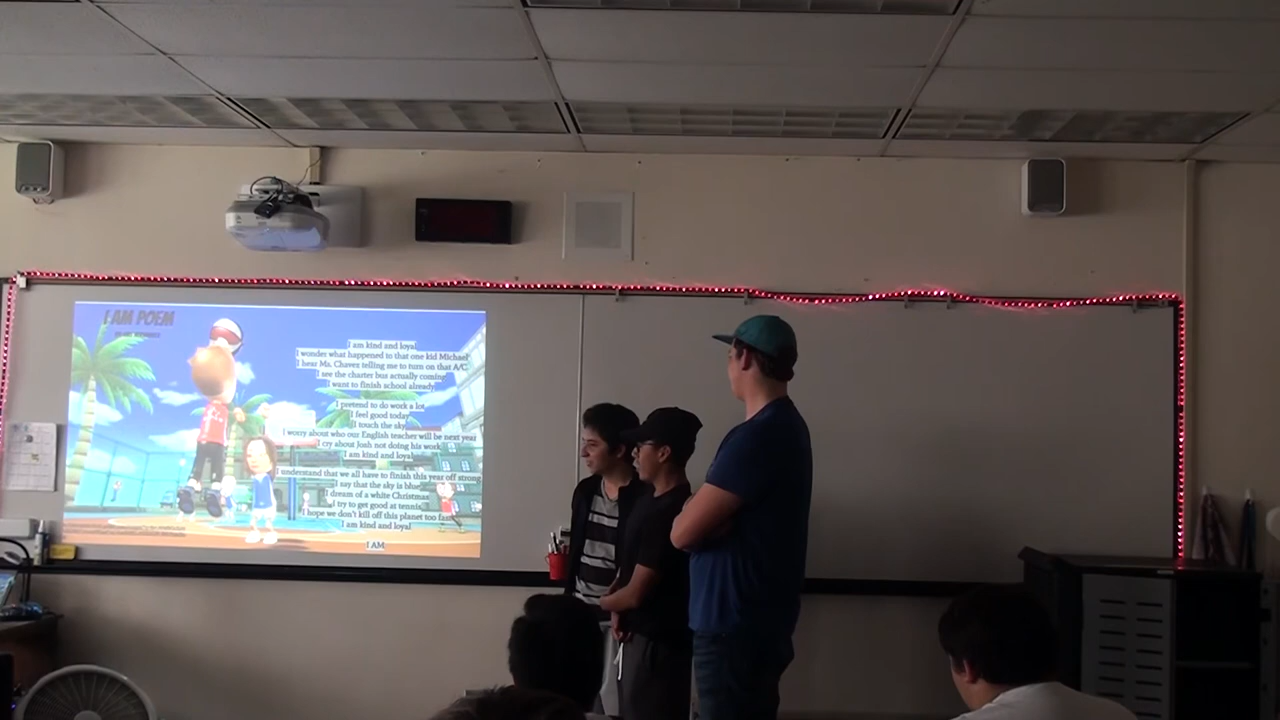 I AM POEM
I am kind and loyal
I wonder what happened to that one kid Michael
I hear Ms. Chavez telling me to turn on that A/C
I see the charter bus actually coming
I want to finish school already
I pretend to do work a lot
I feel good today
I touch the sky
I worry about who our English teacher will be next year
I cry about Josh not doing his work
I am kind and loyal
I understand that we all have to finish this year off strong
I say that the sky is blue
I dream of a white Christmas
I try to get good at tennis
I hope we don't kill off this planet too fast
I am kind and loyal
I AM